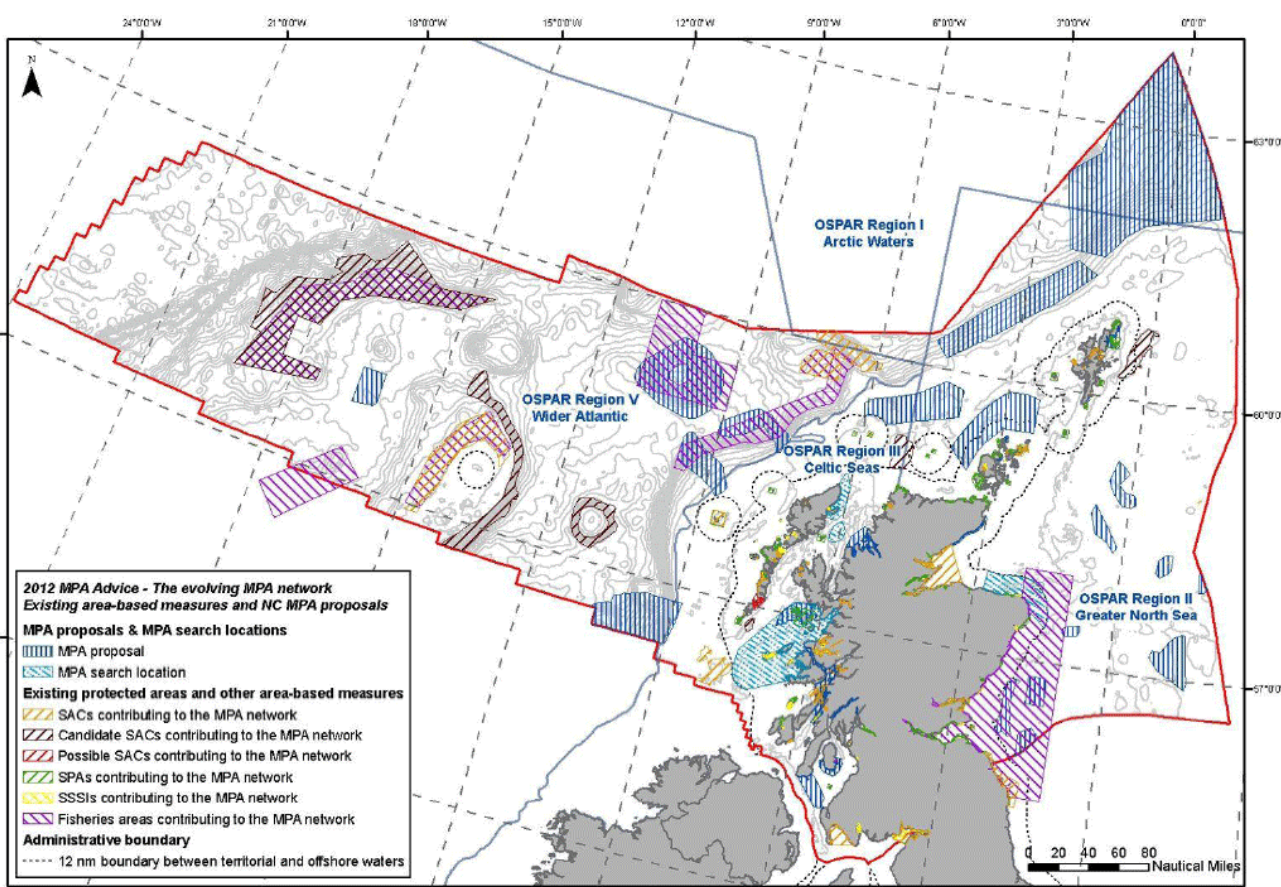 24°0'0"W 21°0'0"W 18°0'0"W 15°0'0"W 12°0'0"W 9°0'0"W 6°0'0"W 3°0'0"W 0°0'0"
N
63°0'0"
OSPAR Region I
Arctic Waters
OSPAR Region V
Wider Atlantic
60°0'0"
OSPAR Region III
Celtic Seas
OSPAR Region II
Greater North Sea
57°0'0"
2012 MPA Advice - The evolving MPA network
Existing area-based measures and NC MPA proposals
MPA proposals & MPA search locations
MPA proposal
MPA search location
Existing protected areas and other area-based measures
SACs contributing to the MPA network
Candidate SACs contributing to the MPA network
Possible SACs contributing to the MPA network
SPAs contributing to the MPA network
SSSIs contributing to the MPA network
Fisheries areas contributing to the MPA network
Administrative boundary
12 nm boundary between territorial and offshore waters
0 20 40 60 80
Nautical Miles